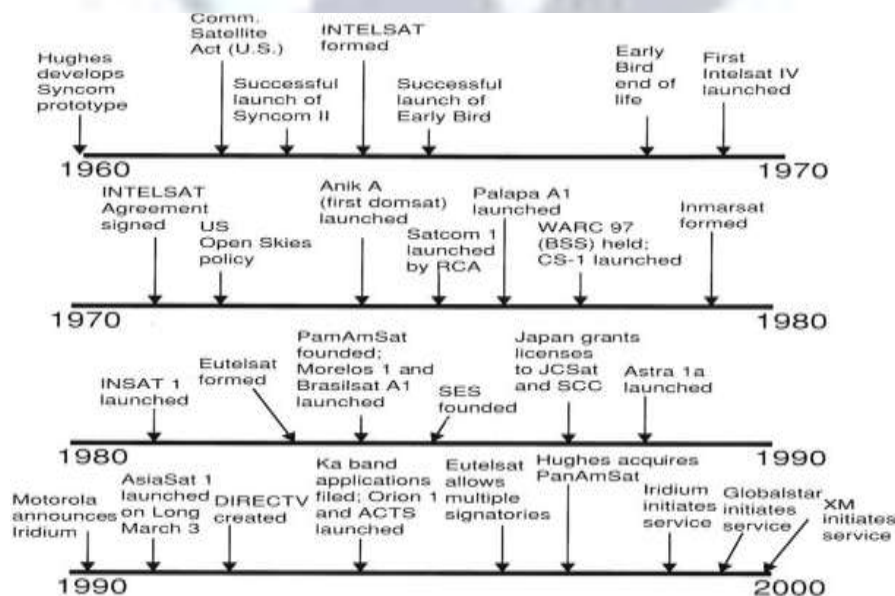 Comm.
Satellite
Act (U.S.)
INTELSAT
formed
Hughes
develops
Syncom
prototype
Successful
launch of
Syncom II
Successful
launch of
Early Bird
Early
Bird
end of
life
First
Intelsat IV
launched
1960
1970
INTELSAT
Agreement
signed
US
Open Skies
policy
Anik A
(first domsat)
launched
Satcom 1
launched
by RCA
Palapa A1
launched
WARC 97
(BSS) held;
CS-1 launched
Inmarsat
formed
1970
1980
INSAT 1
launched
Eutelsat
formed
PamAmSat
founded;
Morelos 1 and
Brasilsat A1
launched
SES
founded
Japan grants
licenses
to JCSat
and SCC
Astra 1a
launched
1980
1990
Motorola
announces
Iridium
AsiaSat 1
launched
on Long
March 3
DIRECTV
created
Ka band
applications
filed; Orion 1
and ACTS
launched
Eutelsat
allows
multiple
signatories
Hughes acquires
PanAmSat
Iridium
initiates
service
Globalstar
initiates
service
XM
initiates
service
1990
2000